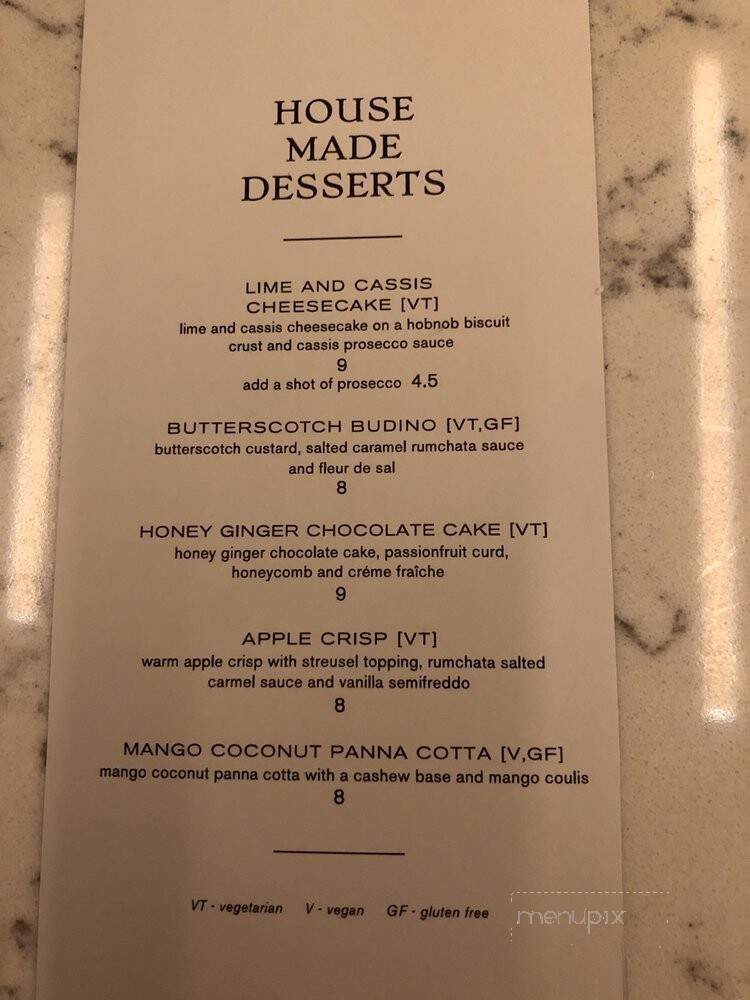 HOUSE
MADE
DESSERTS
LIME AND CASSIS
CHEESECAKE [VT]
lime and cassis cheesecake on a hobnob biscuit
crust and cassis prosecco sauce
9
add a shot of prosecco 4.5
BUTTERSCOTCH BUDINO [VT,GF]
butterscotch custard, salted caramel rumchata sauce
and fleur de sal
8
HONEY GINGER CHOCOLATE CAKE [VT]
honey ginger chocolate cake, passionfruit curd,
honeycomb and créme fraîche
9
APPLE CRISP [VT]
warm apple crisp with streusel topping, rumchata salted
carmel sauce and vanilla semifreddo
8
MANGO COCONUT PANNA COTTA [V,GF]
mango coconut panna cotta with a cashew base and mango coulis
8
VT - vegetarian V - vegan GF - gluten free
menupix